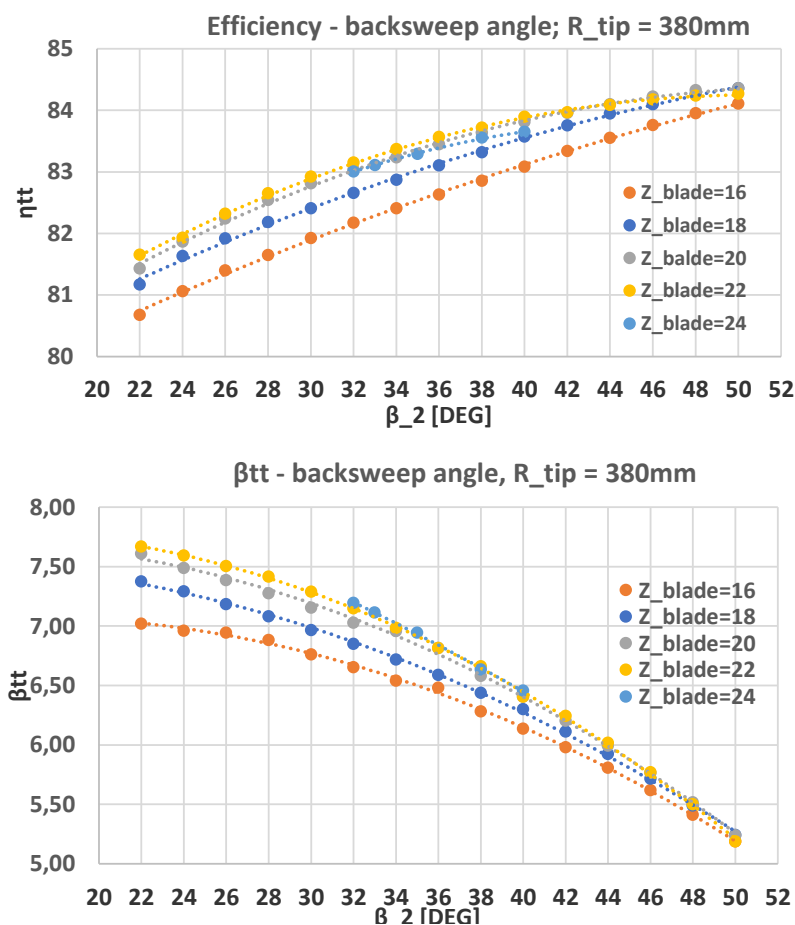 Efficiency - backsweep angle; R_tip = 380mm
85
84
83
82
81
80
ηtt
Z_blade=16
Z_blade=18
Z_balde=20
Z_blade=22
Z_blade=24
20 22 24 26 28 30 32 34 36 38 40 42 44 46 48 50 52
β_2 [DEG]
βtt - backsweep angle, R_tip = 380mm
8,00
7,50
7,00
6,50
6,00
5,50
5,00
βtt
Z_blade=16
Z_blade=18
Z_blade=20
Z_blade=22
Z_blade=24
20 22 24 26 28 30 32 34 36 38 40 42 44 46 48 50 52
β_2 [DEG]